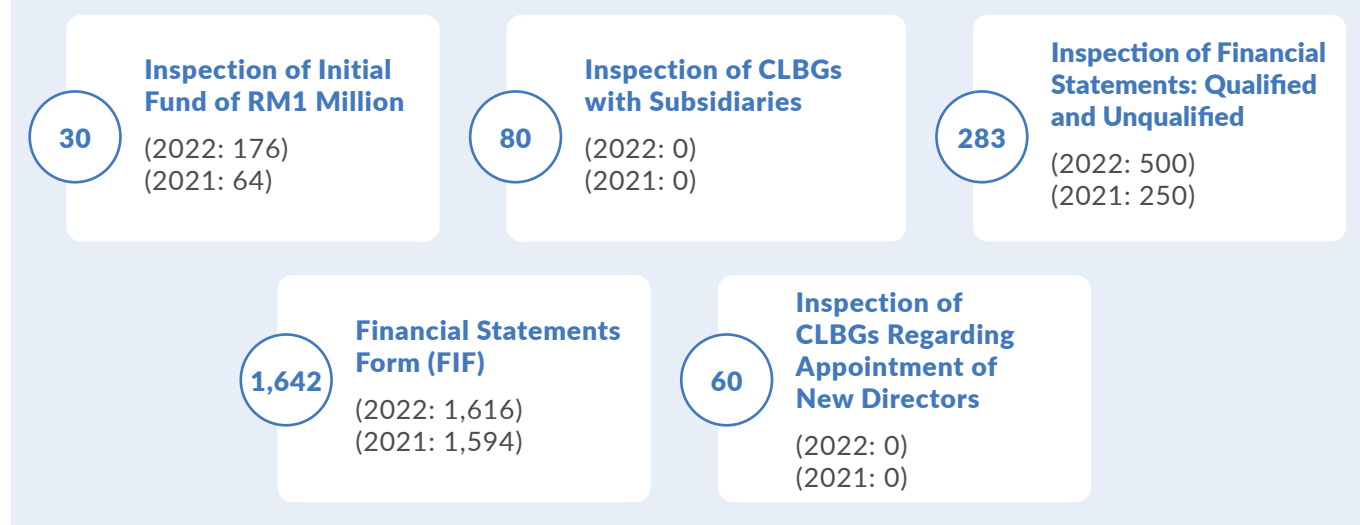 30
Inspection of Initial
Fund of RM1 Million
(2022: 176)
(2021: 64)
80
Inspection of CLBGs
with Subsidiaries
(2022: 0)
(2021: 0)
283
Inspection of Financial
Statements: Qualified
and Unqualified
(2022: 500)
(2021: 250)
1,642
Financial Statements
Form (FIF)
(2022: 1,616)
(2021: 1,594)
60
Inspection of
CLBGs Regarding
Appointment of
New Directors
(2022: 0)
(2021: 0)